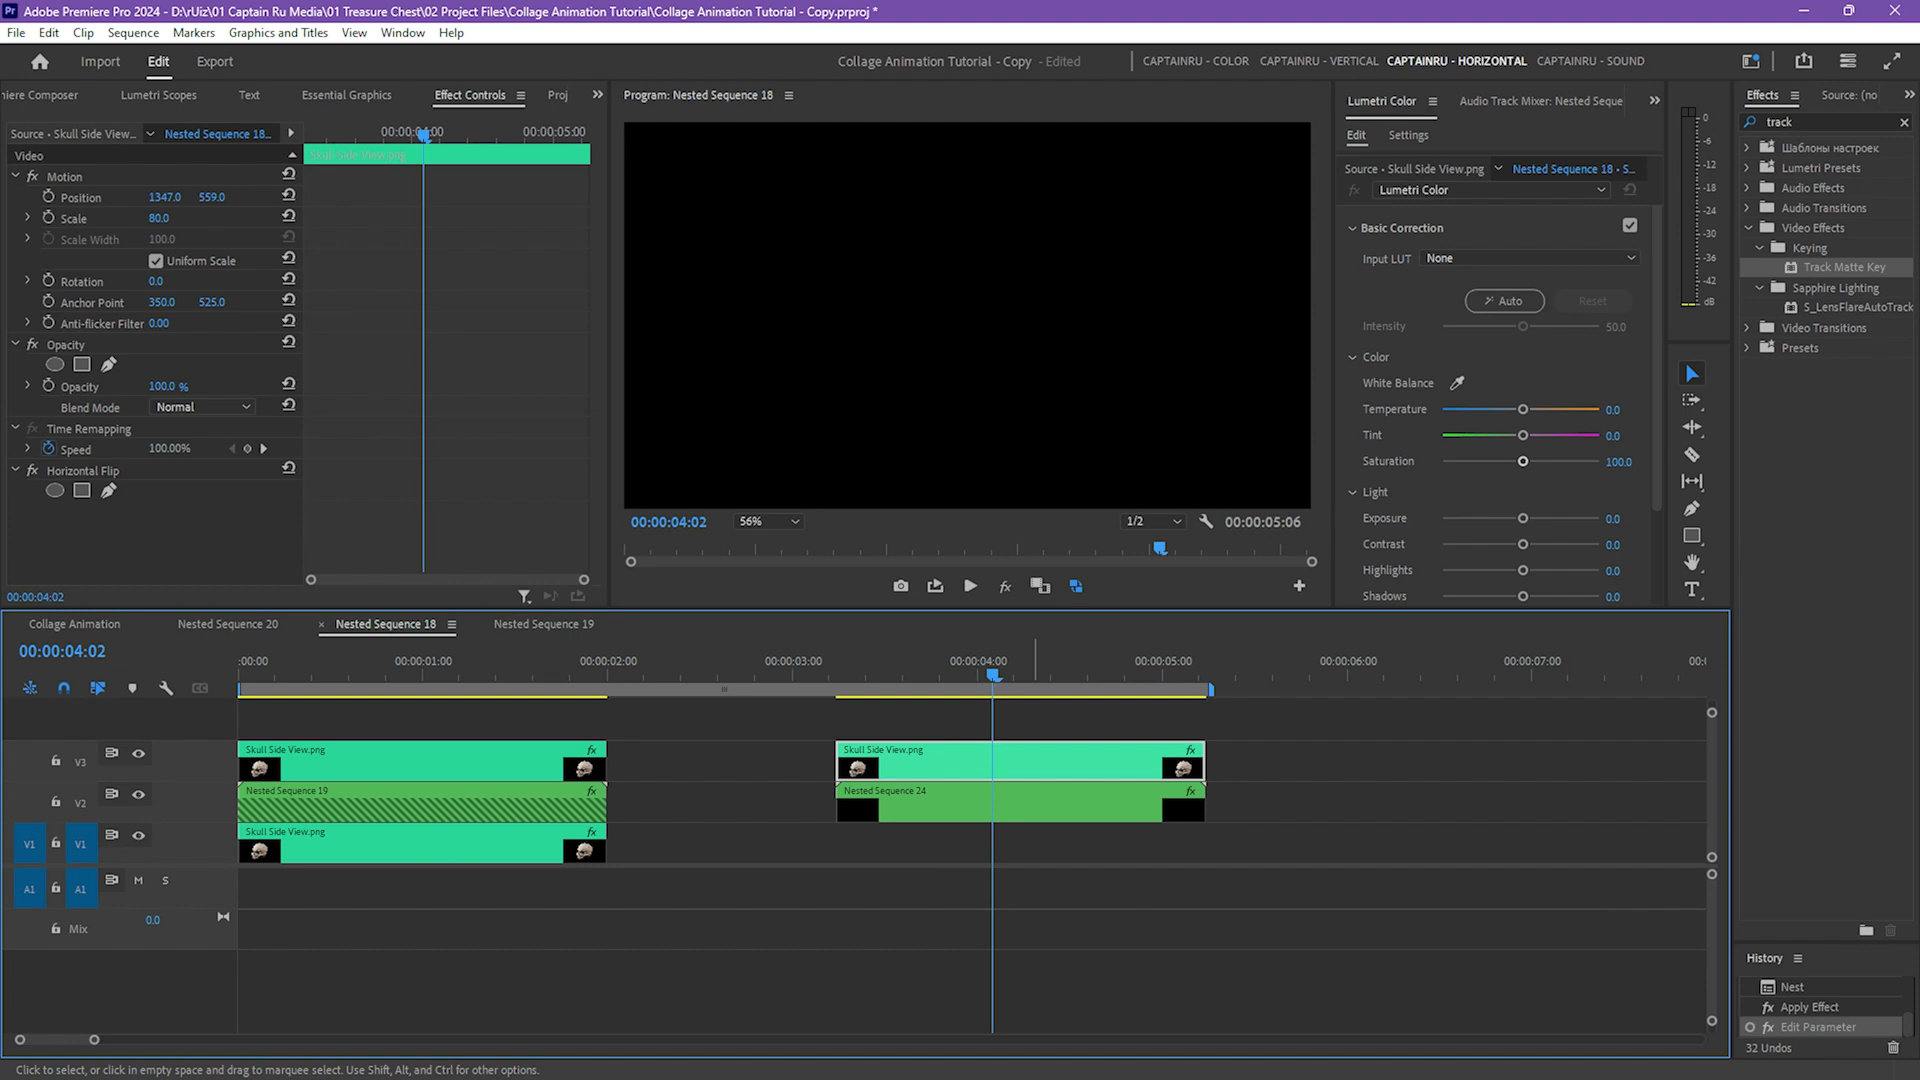 Adobe Premiere Pro 2024 - D:\rUiz\01 Captain Ru Media\01 Treasure Chest\02 Project Files\Collage Animation Tutorial\Collage Animation Tutorial - Copy.prproj *
File Edit Clip Sequence Markers Graphics and Titles View Window Help
Import Edit Export
Collage Animation Tutorial - Copy - Edited
CAPTAINRU - COLOR CAPTAINRU - VERTICAL CAPTAINRU - HORIZONTAL CAPTAINRU - SOUND
iere Composer Lumetri Scopes Text Essential Graphics Effect Controls Proj
Source • Skull Side View... Nested Sequence 18...
00:00:04:00 00:00:05:00
Video
Skull Side View.png
fx Motion
Position 1347.0 559.0
Scale 80.0
Scale Width 100.0
Uniform Scale
Rotation 0.0
Anchor Point 350.0 525.0
Anti-flicker Filter 0.00
fx Opacity
Opacity 100.0 %
Blend Mode Normal
fx Time Remapping
Speed 100.00%
fx Horizontal Flip
00:00:04:02
Program: Nested Sequence 18
00:00:04:02 56% 1/2 00:00:05:06
fx
Lumetri Color Audio Track Mixer: Nested Seque
Edit Settings
Source • Skull Side View.png Nested Sequence 18 • S...
fx Lumetri Color
Basic Correction
Input LUT None
Auto Reset
Intensity 50.0
Color
White Balance
Temperature 0.0
Tint 0.0
Saturation 100.0
Light
Exposure 0.0
Contrast 0.0
Highlights 0.0
Shadows 0.0
0
-6
-12
-18
-24
-30
-36
-42
dB
Effects Source: (no
track
Шаблоны настроек
Lumetri Presets
Audio Effects
Audio Transitions
Video Effects
Keying
Track Matte Key
Sapphire Lighting
S_LensFlareAutoTrack
Video Transitions
Presets
Collage Animation Nested Sequence 20 × Nested Sequence 18 Nested Sequence 19
00:00:04:02
:00:00 00:00:01:00 00:00:02:00 00:00:03:00 00:00:04:00 00:00:05:00 00:00:06:00 00:00:07:00 00:0
V3 Skull Side View.png fx Skull Side View.png fx
V2 Nested Sequence 19 fx Nested Sequence 24 fx
V1 V1 Skull Side View.png fx
A1 A1 M S
Mix 0.0
History
Nest
fx Apply Effect
fx Edit Parameter
32 Undos
Click to select, or click in empty space and drag to marquee select. Use Shift, Alt, and Ctrl for other options.